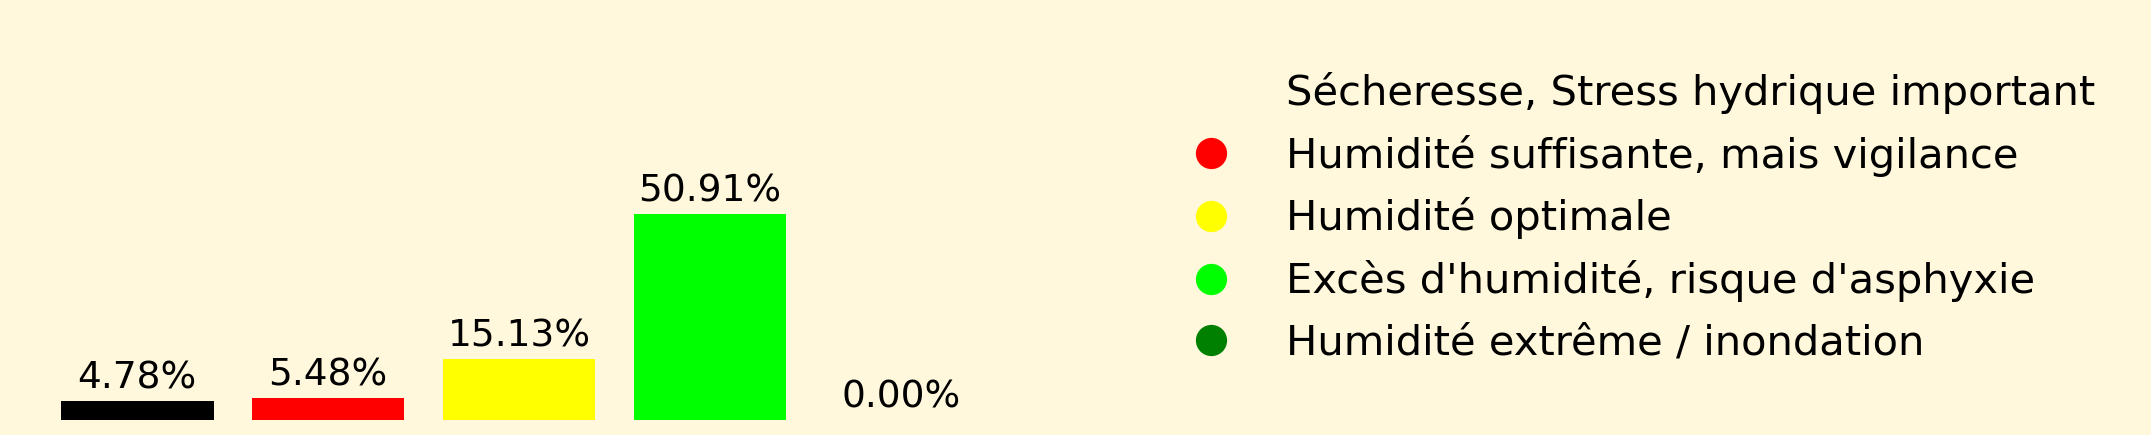 4.78%
5.48%
15.13%
50.91%
0.00%
Sécheresse, Stress hydrique important
Humidité suffisante, mais vigilance
Humidité optimale
Excès d'humidité, risque d'asphyxie
Humidité extrême / inondation